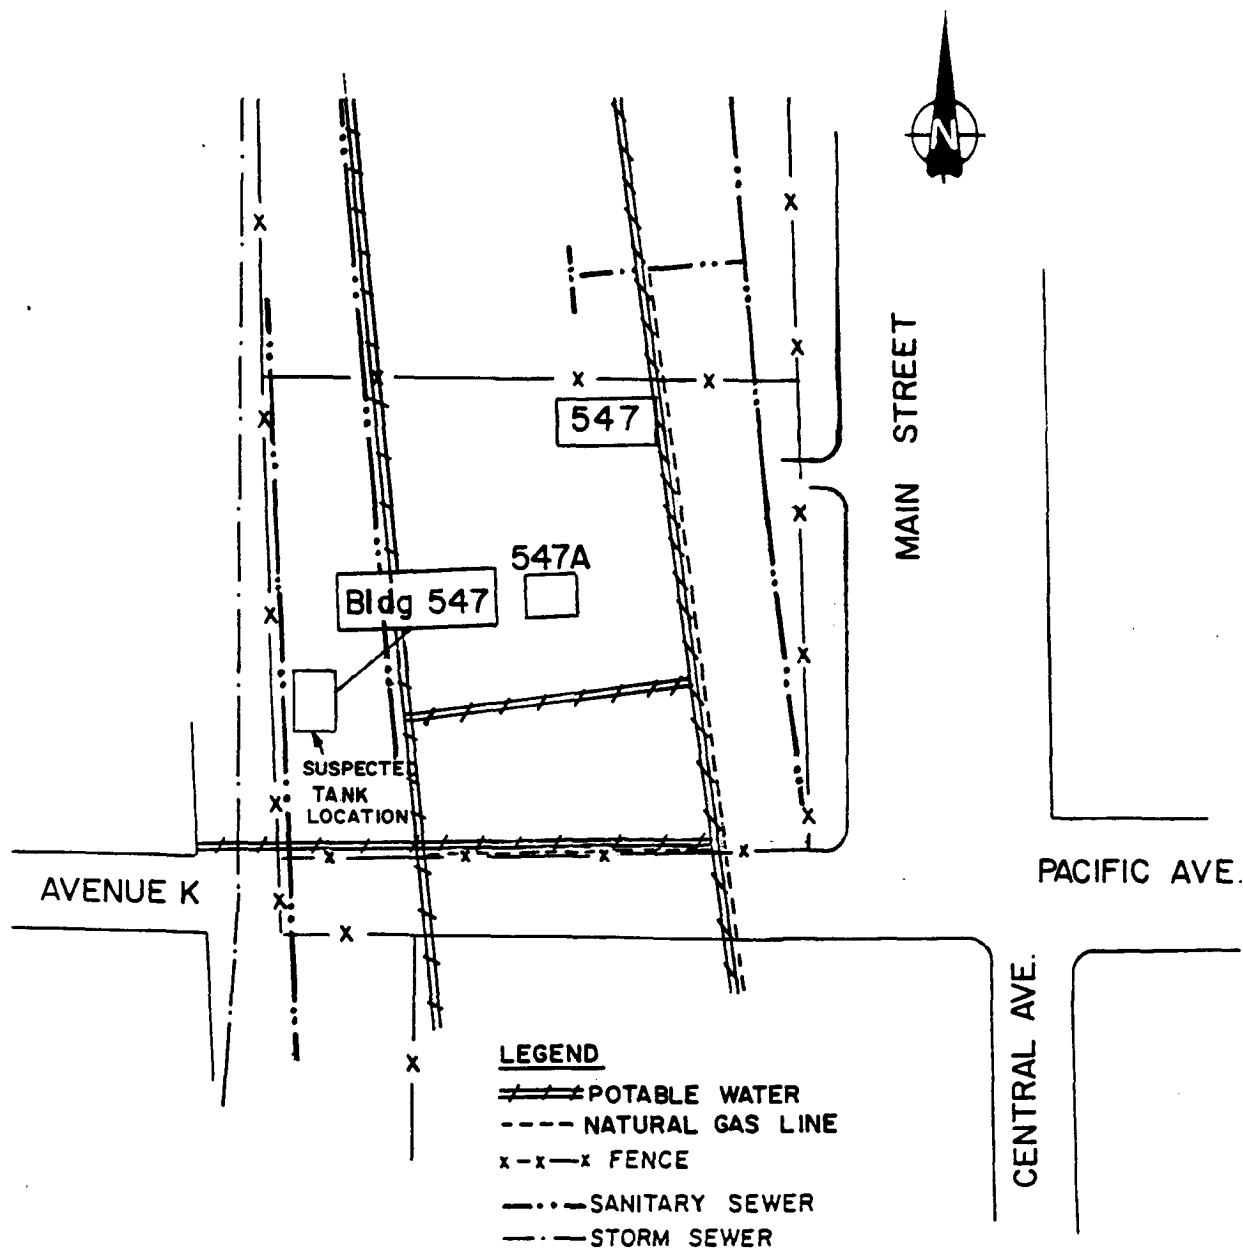 N
MAIN STREET
547
547A
Bldg 547
SUSPECTED
TANK
LOCATION
AVENUE K
PACIFIC AVE.
CENTRAL AVE.
LEGEND
POTABLE WATER
NATURAL GAS LINE
x-x-x FENCE
SANITARY SEWER
STORM SEWER